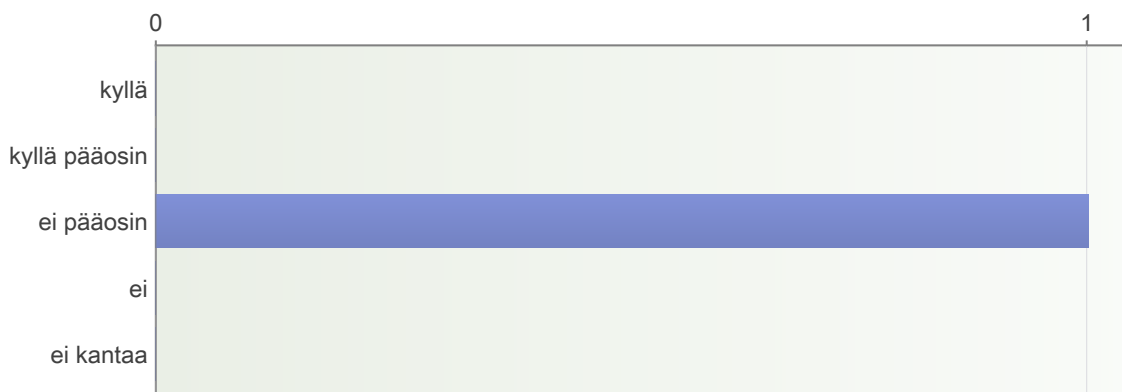 0 1
kyllä
kyllä pääosin
ei pääosin
ei
ei kantaa